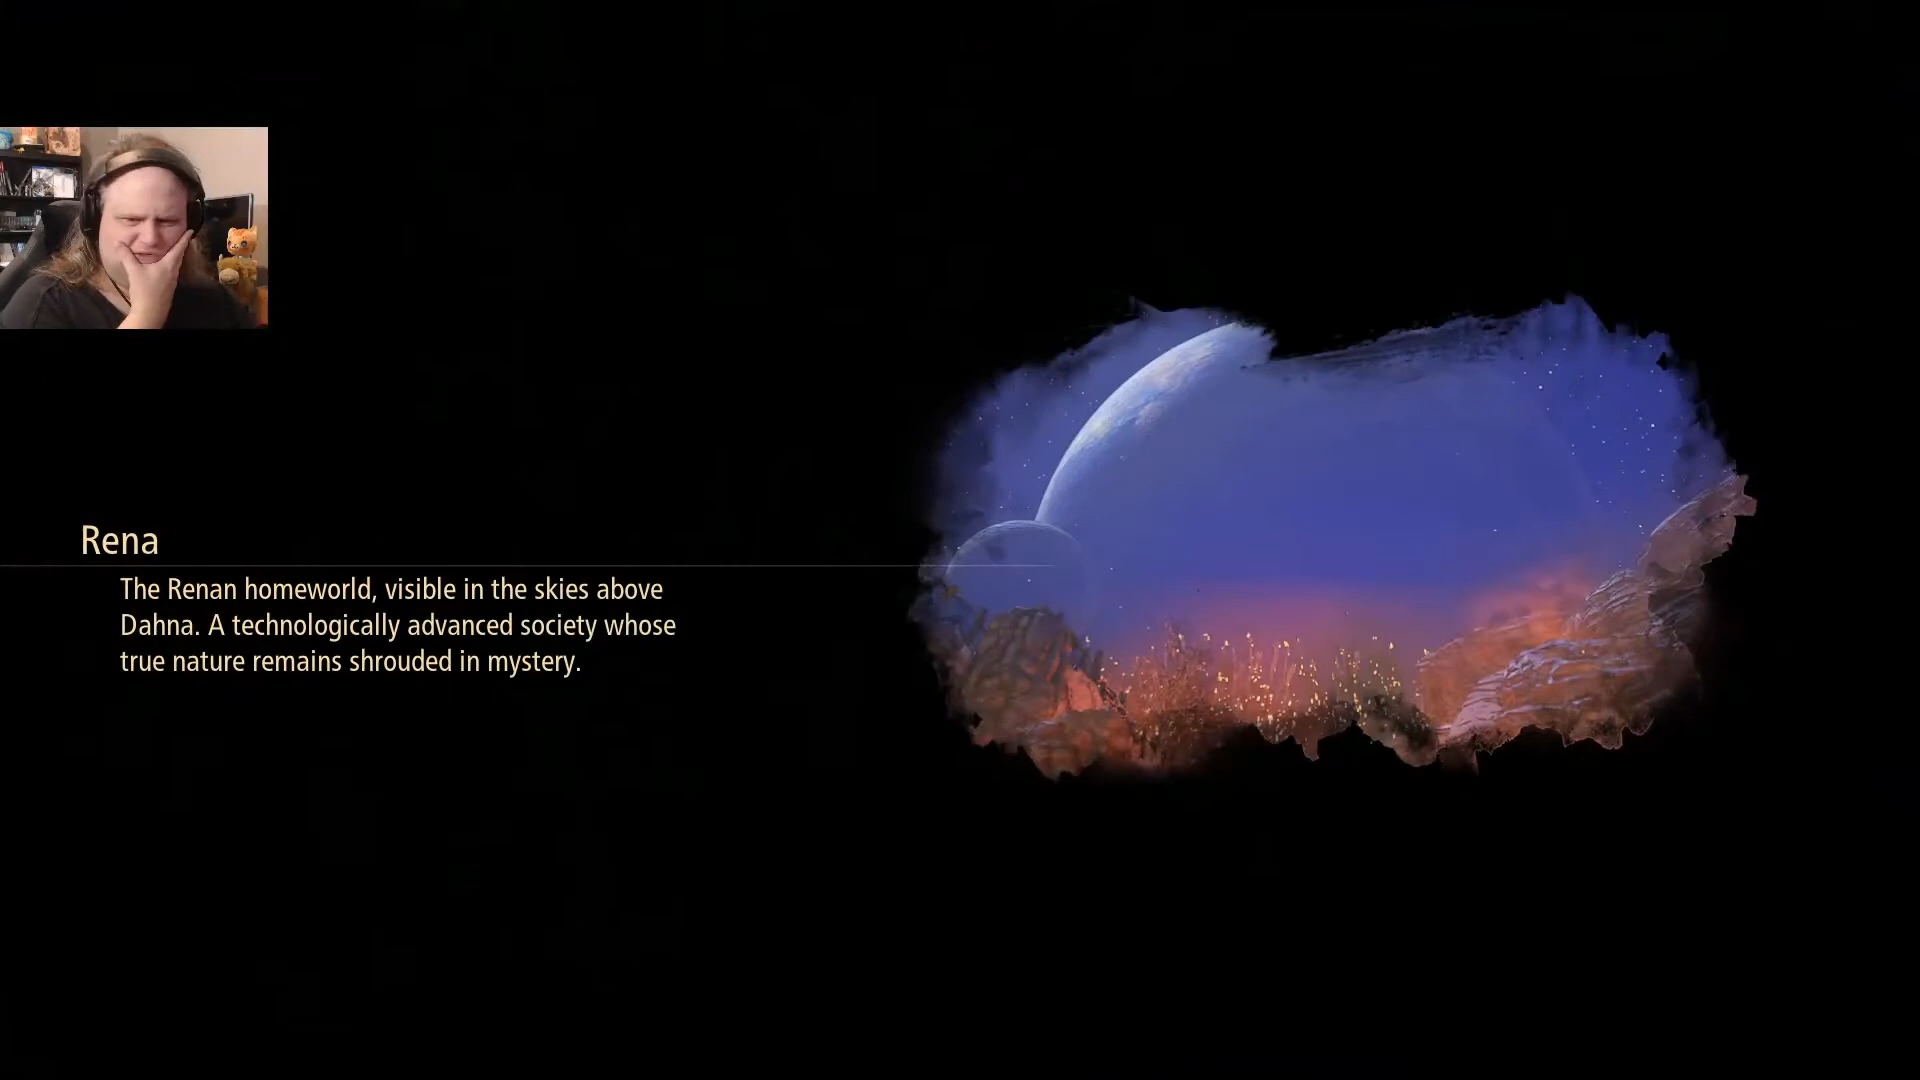 Rena
The Renan homeworld, visible in the skies above
Dahna. A technologically advanced society whose
true nature remains shrouded in mystery.